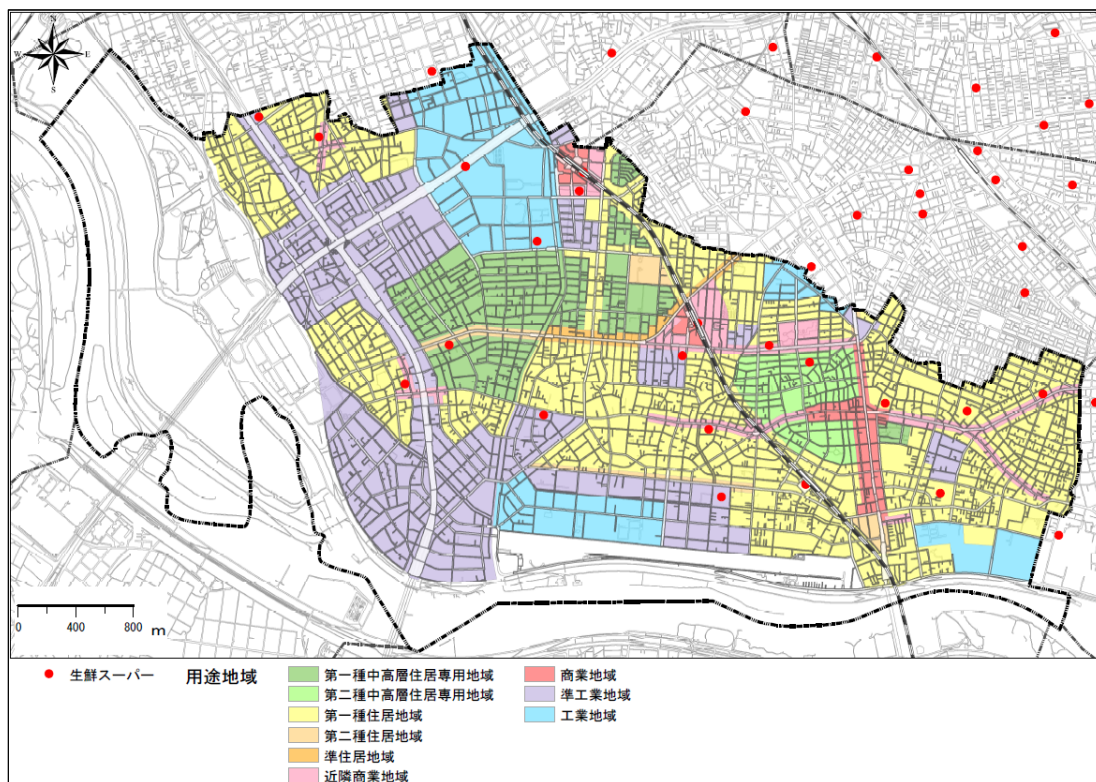 N
W
E
S
0 400 800 m
生鮮スーパー
用途地域
第一種中高層住居専用地域
第二種中高層住居専用地域
第一種住居地域
第二種住居地域
準住居地域
近隣商業地域
商業地域
準工業地域
工業地域